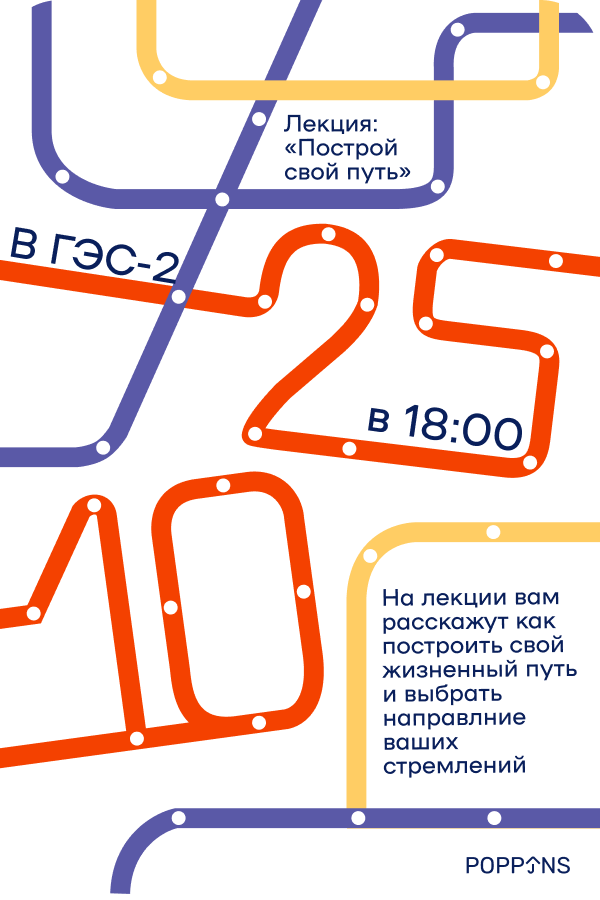 Лекция:
«Построй
свой путь»
В ГЭС-2
25
в 18:00
10
На лекции вам
расскажут как
построить свой
жизненный путь
и выбрать
направлние
ваших
стремлений
POPPINS